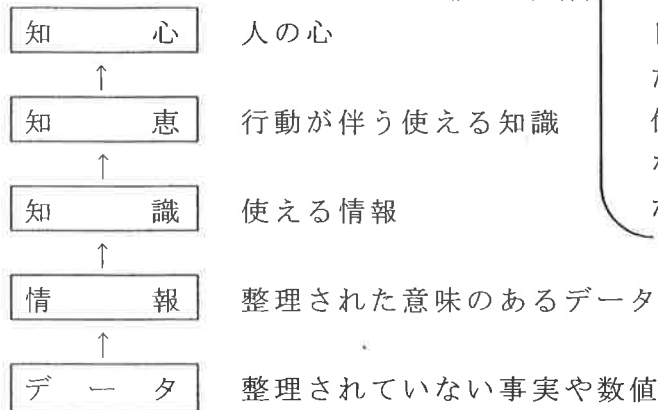 知心 人の心
↑
知恵 行動が伴う使える知識
↑
知識 使える情報
↑
情報 整理された意味のあるデータ
↑
データ 整理されていない事実や数値